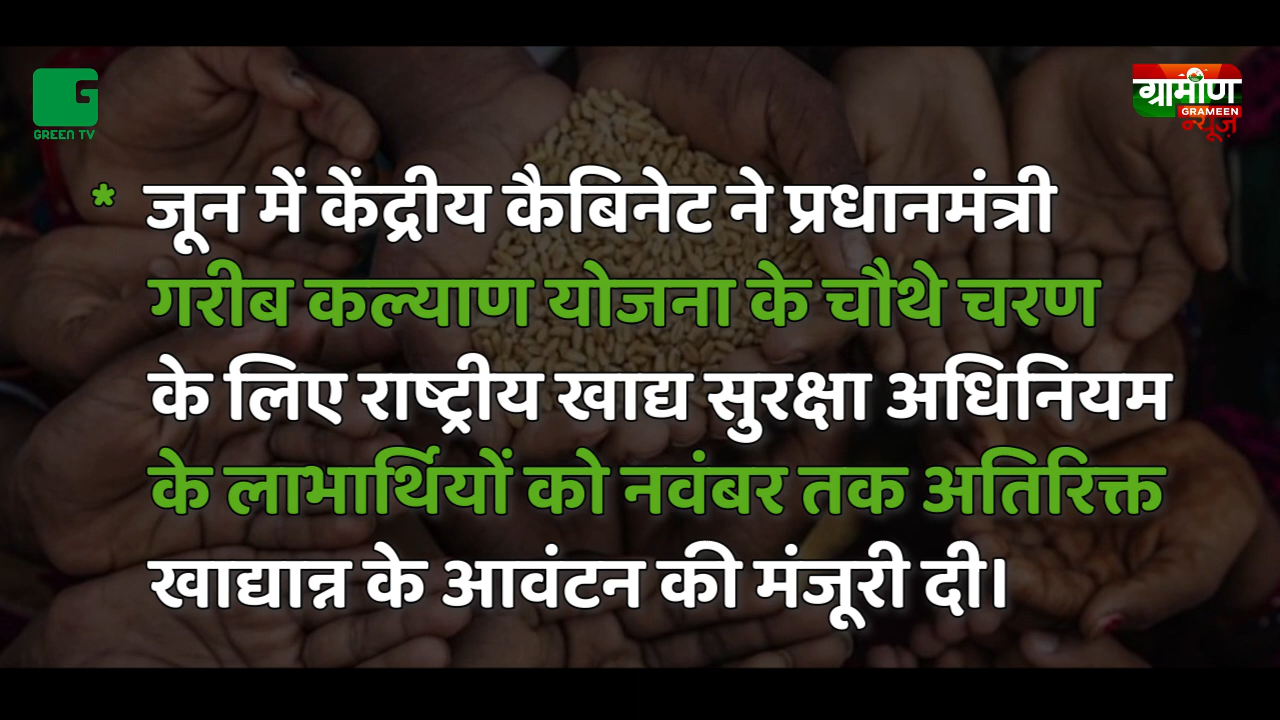 GREEN TV
ग्रामीण
GRAMEEN
न्यूज़
* जून में केंद्रीय कैबिनेट ने प्रधानमंत्री
गरीब कल्याण योजना के चौथे चरण
के लिए राष्ट्रीय खाद्य सुरक्षा अधिनियम
के लाभार्थियों को नवंबर तक अतिरिक्त
खाद्यान्न के आवंटन की मंजूरी दी।